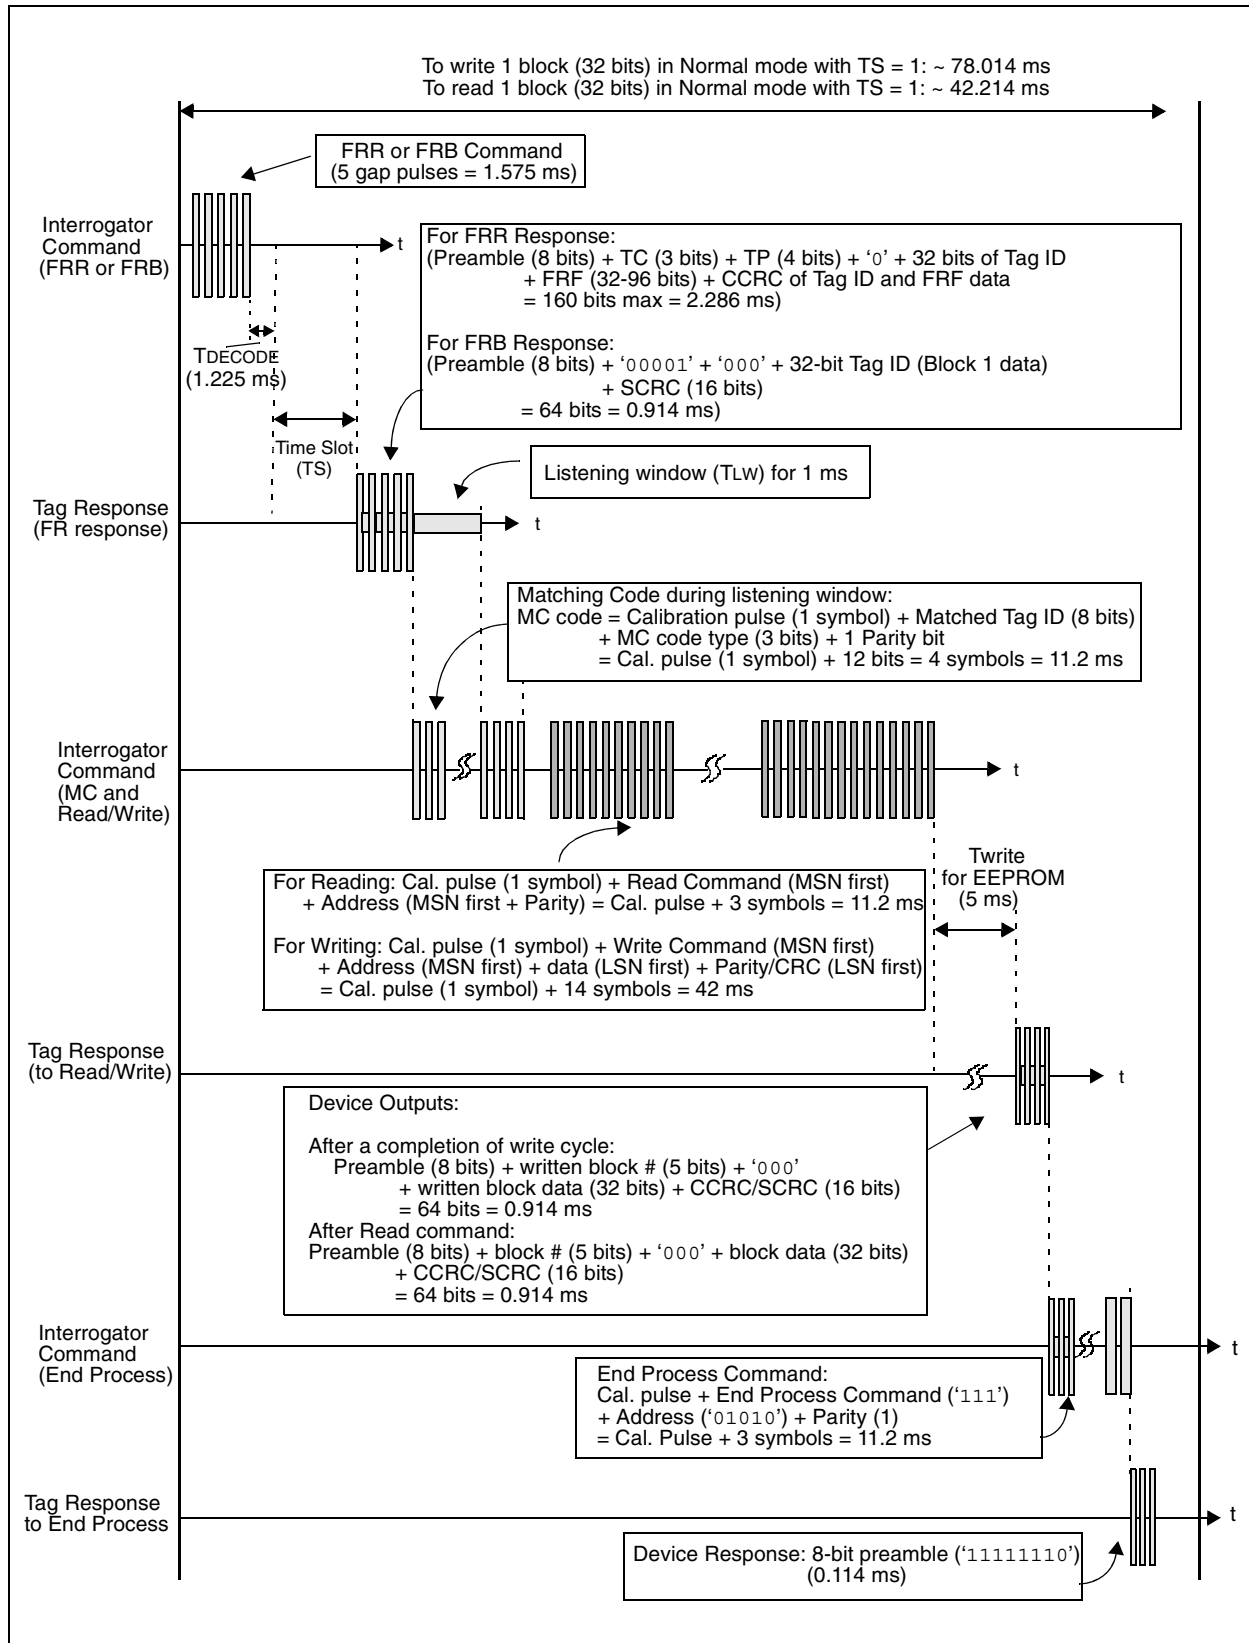 To write 1 block (32 bits) in Normal mode with TS = 1: ~ 78.014 ms
To read 1 block (32 bits) in Normal mode with TS = 1: ~ 42.214 ms
FRR or FRB Command
(5 gap pulses = 1.575 ms)
Interrogator
Command
(FRR or FRB)
t
For FRR Response:
(Preamble (8 bits) + TC (3 bits) + TP (4 bits) + ‘0’ + 32 bits of Tag ID
+ FRF (32-96 bits) + CCRC of Tag ID and FRF data
= 160 bits max = 2.286 ms)
For FRB Response:
(Preamble (8 bits) + ‘00001’ + ‘000’ + 32-bit Tag ID (Block 1 data)
+ SCRC (16 bits)
= 64 bits = 0.914 ms)
TDECODE
(1.225 ms)
Time Slot
(TS)
Listening window (TLW) for 1 ms
Tag Response
(FR response)
t
Matching Code during listening window:
MC code = Calibration pulse (1 symbol) + Matched Tag ID (8 bits)
+ MC code type (3 bits) + 1 Parity bit
= Cal. pulse (1 symbol) + 12 bits = 4 symbols = 11.2 ms
Interrogator
Command
(MC and
Read/Write)
t
For Reading: Cal. pulse (1 symbol) + Read Command (MSN first)
+ Address (MSN first + Parity) = Cal. pulse + 3 symbols = 11.2 ms
For Writing: Cal. pulse (1 symbol) + Write Command (MSN first)
+ Address (MSN first) + data (LSN first) + Parity/CRC (LSN first)
= Cal. pulse (1 symbol) + 14 symbols = 42 ms
Twrite
for EEPROM
(5 ms)
Tag Response
(to Read/Write)
t
Device Outputs:
After a completion of write cycle:
Preamble (8 bits) + written block # (5 bits) + ‘000’
+ written block data (32 bits) + CCRC/SCRC (16 bits)
= 64 bits = 0.914 ms
After Read command:
Preamble (8 bits) + block # (5 bits) + ‘000’ + block data (32 bits)
+ CCRC/SCRC (16 bits)
= 64 bits = 0.914 ms
Interrogator
Command
(End Process)
t
End Process Command:
Cal. pulse + End Process Command (‘111’)
+ Address (‘01010’) + Parity (1)
= Cal. Pulse + 3 symbols = 11.2 ms
Tag Response
to End Process
t
Device Response: 8-bit preamble (‘11111110’)
(0.114 ms)